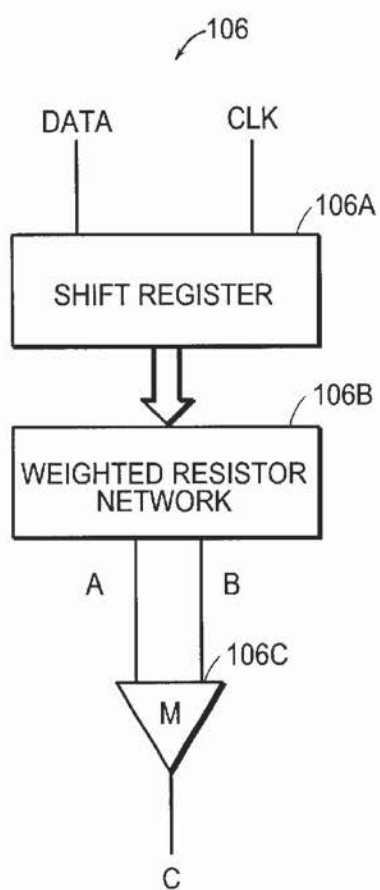 106
DATA CLK
106A
SHIFT REGISTER
106B
WEIGHTED RESISTOR
NETWORK
A B
106C
M
C